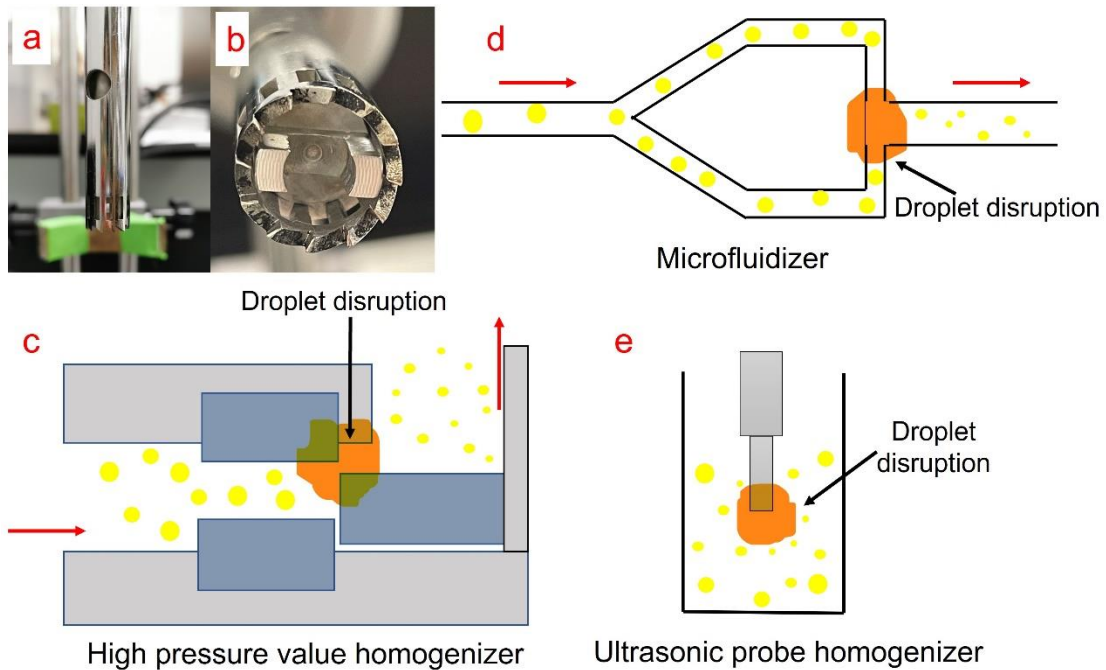 a
b
d
Droplet disruption
Microfluidizer
Droplet disruption
c
e
Droplet
disruption
High pressure value homogenizer
Ultrasonic probe homogenizer